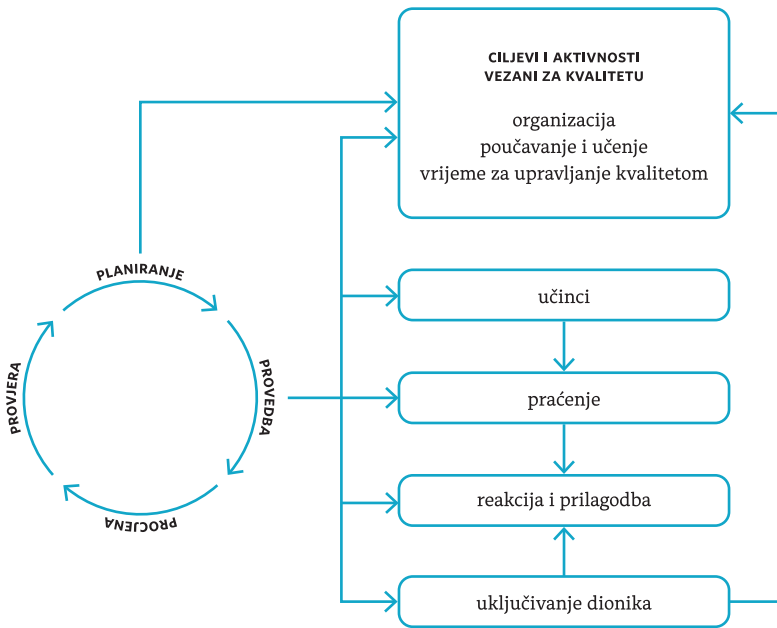 CILJEVI I AKTIVNOSTI
VEZANI ZA KVALITETU
organizacija
poučavanje i učenje
vrijeme za upravljanje kvalitetom
PLANIRANJE
PROVEDBA
PROCJENA
PROVJERA
učinci
praćenje
reakcija i prilagodba
uključivanje dionika